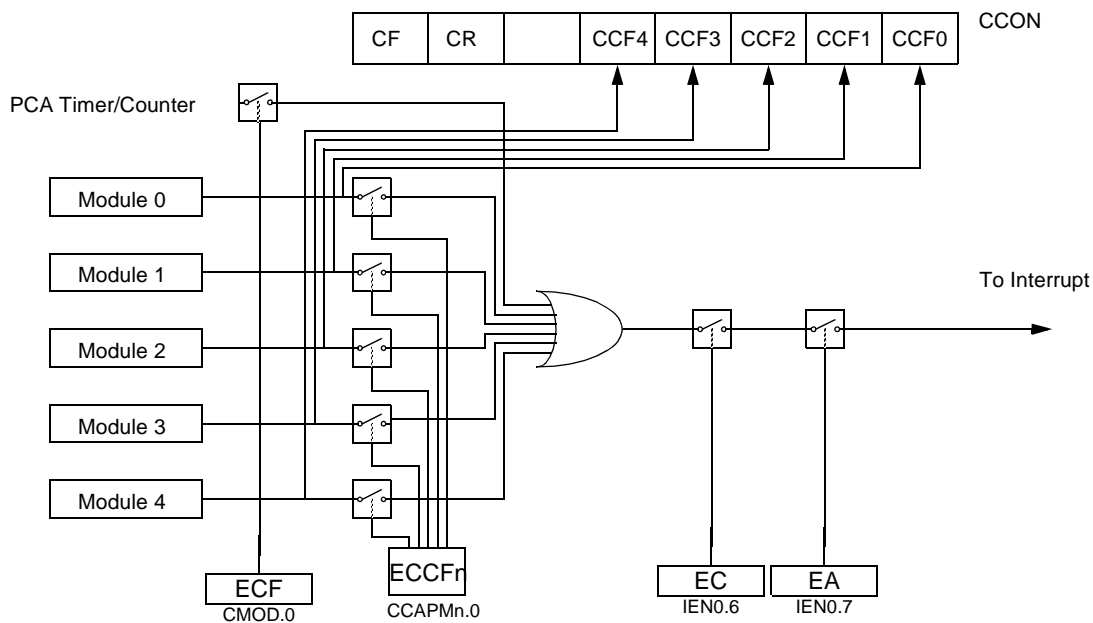 CF CR CCF4 CCF3 CCF2 CCF1 CCF0
CCON
PCA Timer/Counter
Module 0
Module 1
Module 2
Module 3
Module 4
To Interrupt
ECF
CMOD.0
ECCFn
CCAPMn.0
EC
IEN0.6
EA
IEN0.7